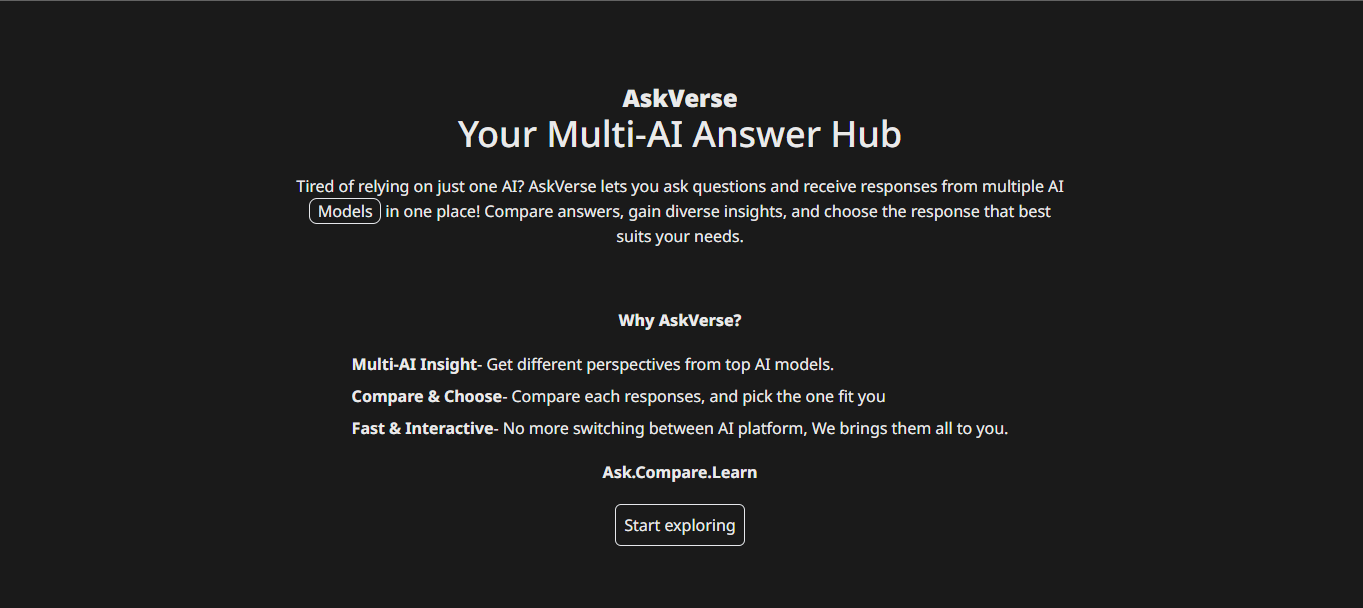 AskVerse
Your Multi-AI Answer Hub
Tired of relying on just one AI? AskVerse lets you ask questions and receive responses from multiple AI
Models in one place! Compare answers, gain diverse insights, and choose the response that best
suits your needs.
Why AskVerse?
Multi-AI Insight- Get different perspectives from top AI models.
Compare & Choose- Compare each responses, and pick the one fit you
Fast & Interactive- No more switching between AI platform, We brings them all to you.
Ask.Compare.Learn
Start exploring